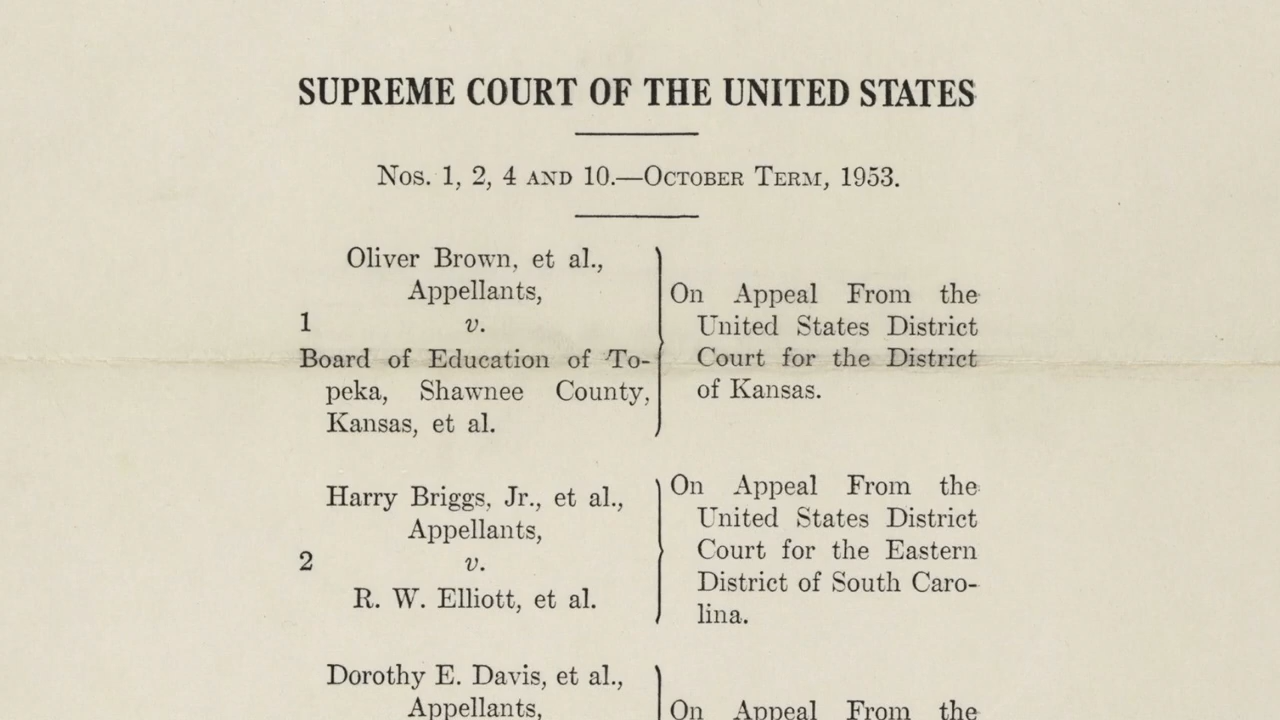 SUPREME COURT OF THE UNITED STATES
Nos. 1, 2, 4 AND 10.—OCTOBER TERM, 1953.
Oliver Brown, et al.,
Appellants,
1 v.
Board of Education of To-
peka, Shawnee County,
Kansas, et al.
On Appeal From the
United States District
Court for the District
of Kansas.
Harry Briggs, Jr., et al.,
Appellants,
2 v.
R. W. Elliott, et al.
On Appeal From the
United States District
Court for the Eastern
District of South Caro-
lina.
Dorothy E. Davis, et al.,
Appellants,
On Appeal From the